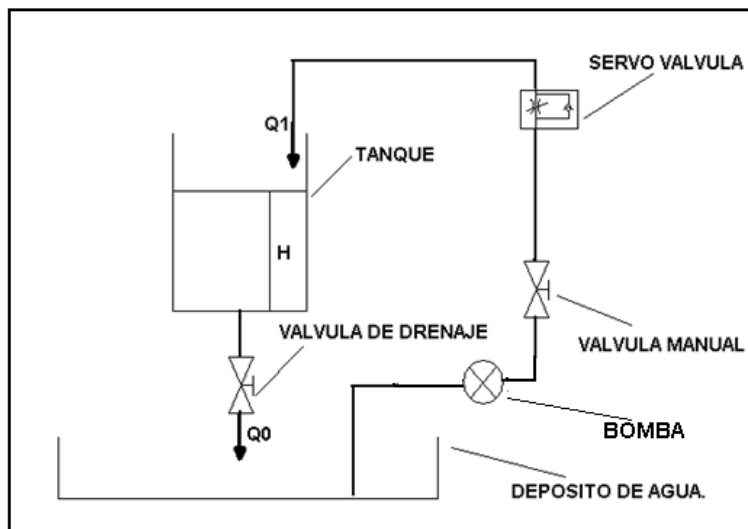 SERVO VALVULA
Q1
TANQUE
H
VALVULA DE DRENAJE
VALVULA MANUAL
Q0
BOMBA
DEPOSITO DE AGUA.